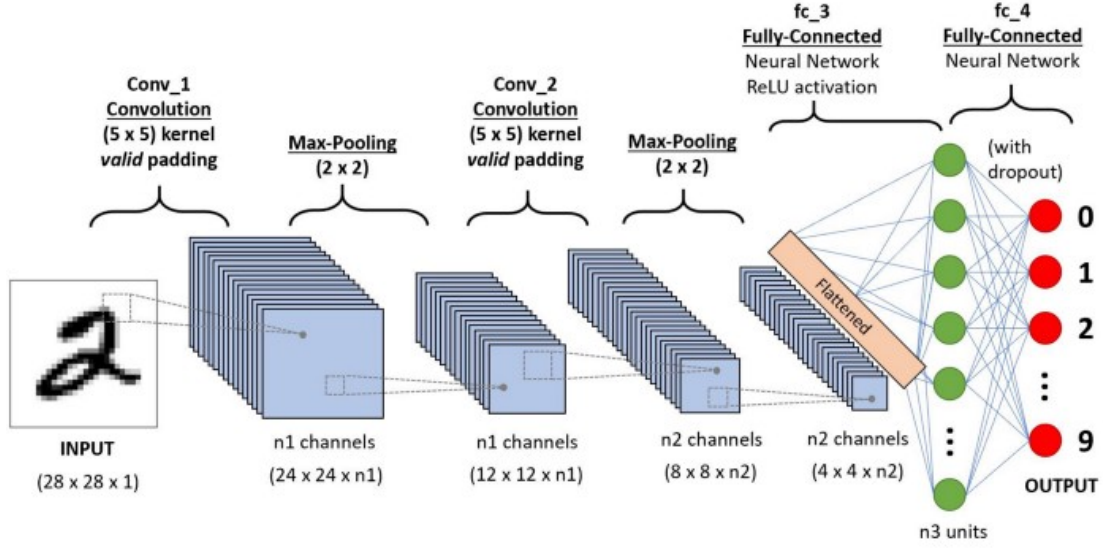 fc_3
Fully-Connected
Neural Network
ReLU activation
fc_4
Fully-Connected
Neural Network
Conv_1
Convolution
(5 x 5) kernel
valid padding
Max-Pooling
(2 x 2)
Conv_2
Convolution
(5 x 5) kernel
valid padding
Max-Pooling
(2 x 2)
(with
dropout)
Flattened
0
1
2
9
INPUT
(28 x 28 x 1)
n1 channels
(24 x 24 x n1)
n1 channels
(12 x 12 x n1)
n2 channels
(8 x 8 x n2)
n2 channels
(4 x 4 x n2)
OUTPUT
n3 units
2